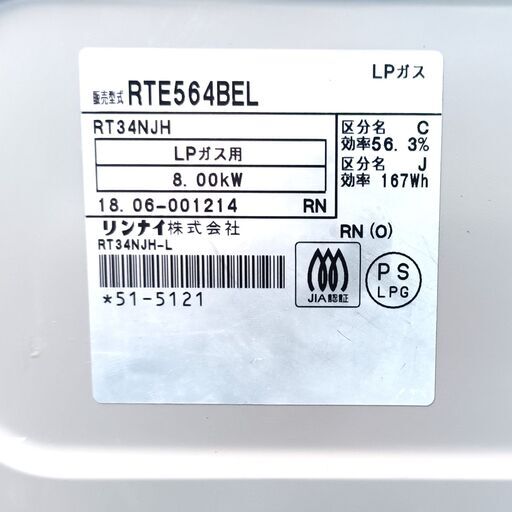 LPガス
販売型式 RTE564BEL
RT34NJH
LPガス用
8.00kW
18.06-001214 RN
区分名 C
効率56.3%
区分名 J
効率 167Wh
リンナイ株式会社
RT34NJH-L
RN (0)
*51-5121
JIA認証
PS
LPG